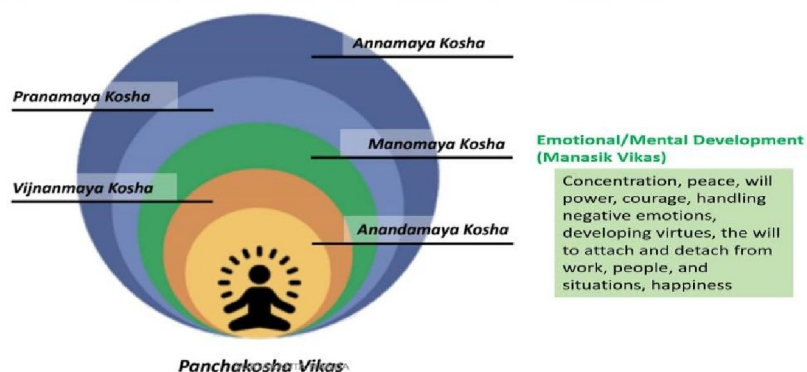 Annamaya Kosha
Pranamaya Kosha
Manomaya Kosha
Vijnanmaya Kosha
Anandamaya Kosha
Emotional/Mental Development
(Manasik Vikas)
Concentration, peace, will
power, courage, handling
negative emotions,
developing virtues, the will
to attach and detach from
work, people, and
situations, happiness
Panchakosha Vikas